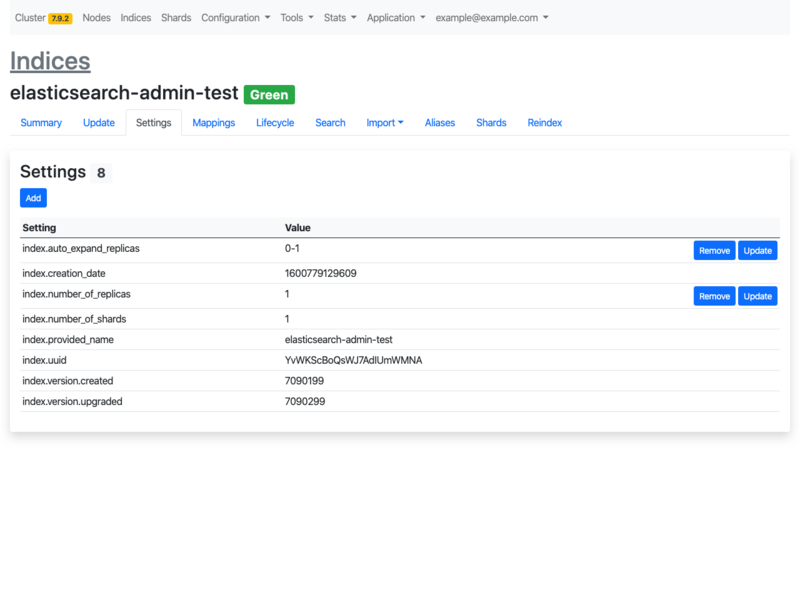 Cluster 7.9.2 Nodes Indices Shards Configuration Tools Stats Application example@example.com
Indices
elasticsearch-admin-test Green
Summary Update Settings Mappings Lifecycle Search Import Aliases Shards Reindex
Settings 8
Add
Setting Value
index.auto_expand_replicas 0-1 Remove Update
index.creation_date 1600779129609
index.number_of_replicas 1 Remove Update
index.number_of_shards 1
index.provided_name elasticsearch-admin-test
index.uuid YvWKScBoQsWJ7AdlUmWMNA
index.version.created 7090199
index.version.upgraded 7090299